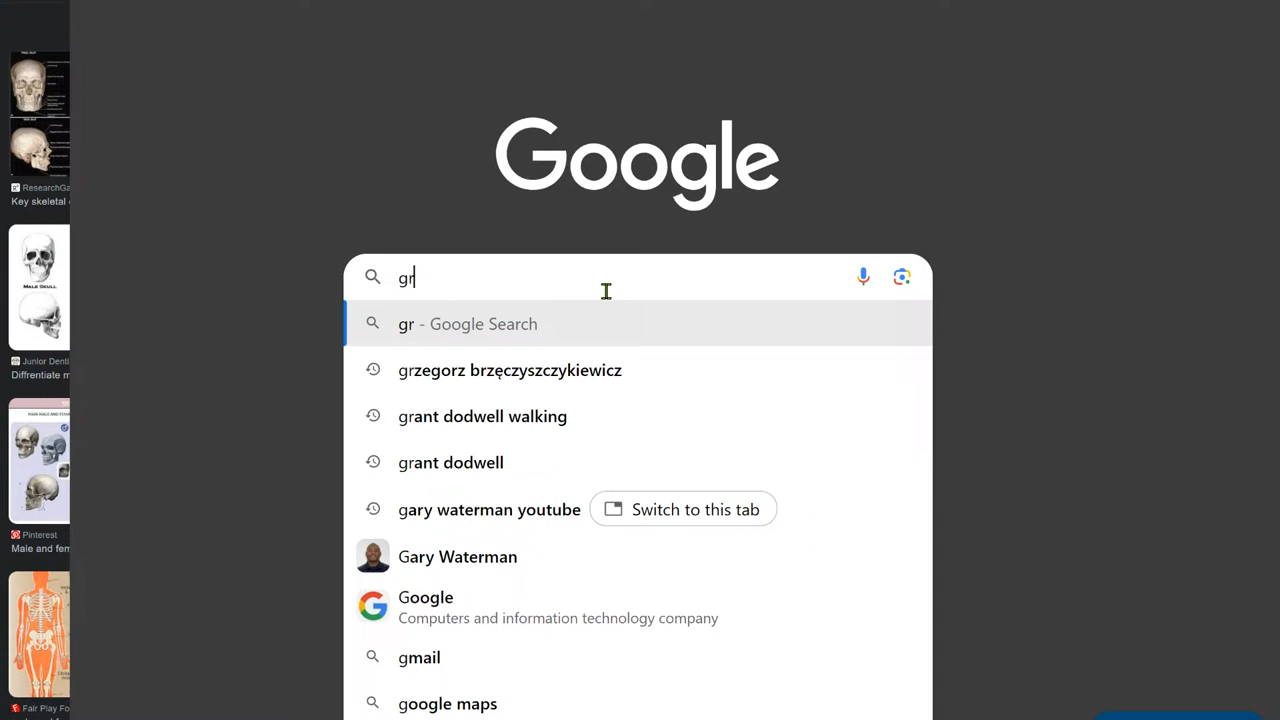 ResearchGa
Key skeletal
MALE SKULL
Junior Denti
Diffrentiate m
Pinterest
Male and fem
Fair Play Fo
Google
gr
gr - Google Search
grzegorz brzęczyszczykiewicz
grant dodwell walking
grant dodwell
gary waterman youtube Switch to this tab
Gary Waterman
Google
Computers and information technology company
gmail
google maps